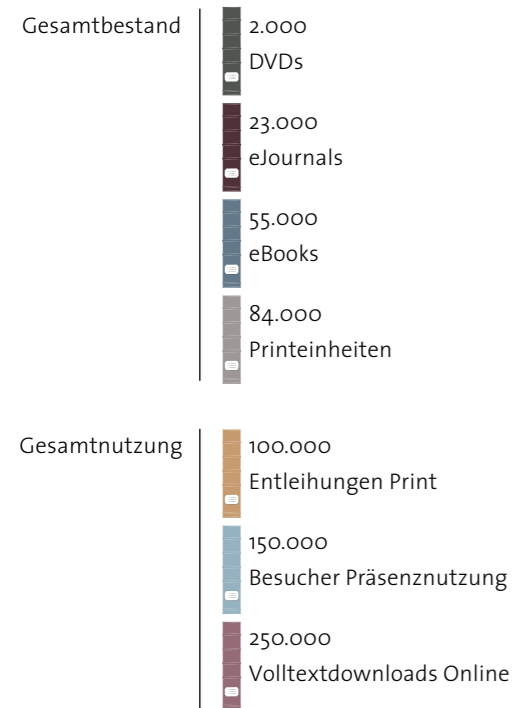 Gesamtbestand
2.000
DVDs
23.000
eJournals
55.000
eBooks
84.000
Printeinheiten
Gesamtnutzung
100.000
Entleihungen Print
150.000
Besucher Präsenznutzung
250.000
Volltextdownloads Online